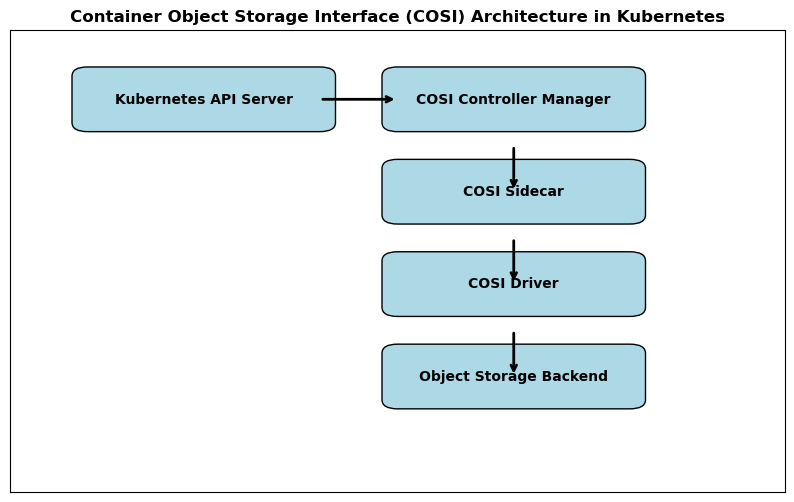 Container Object Storage Interface (COSI) Architecture in Kubernetes
Kubernetes API Server
COSI Controller Manager
COSI Sidecar
COSI Driver
Object Storage Backend